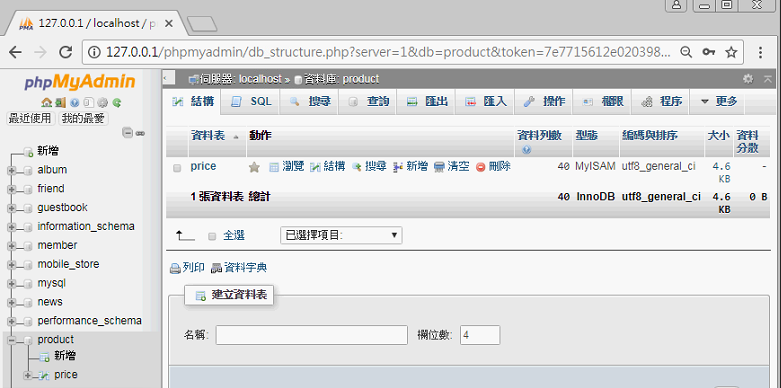 127.0.0.1 / localhost / p
127.0.0.1/phpmyadmin/db_structure.php?server=1&db=product&token=7e7715612e020398...
phpMyAdmin
最近使用 我的最愛
新增
album
friend
guestbook
information_schema
member
mobile_store
mysql
news
performance_schema
product
新增
price
伺服器: localhost » 資料庫: product
結構 SQL 搜尋 查詢 匯出 匯入 操作 權限 程序 更多
資料表 動作 資料列數 型態 編碼與排序 大小 資料分散
price 瀏覽 結構 搜尋 新增 清空 刪除 40 MyISAM utf8_general_ci 4.6 KB -
1 張資料表 總計 40 InnoDB utf8_general_ci 4.6 KB 0 B
全選 已選擇項目:
列印 資料字典
建立資料表
名稱: 欄位數: 4